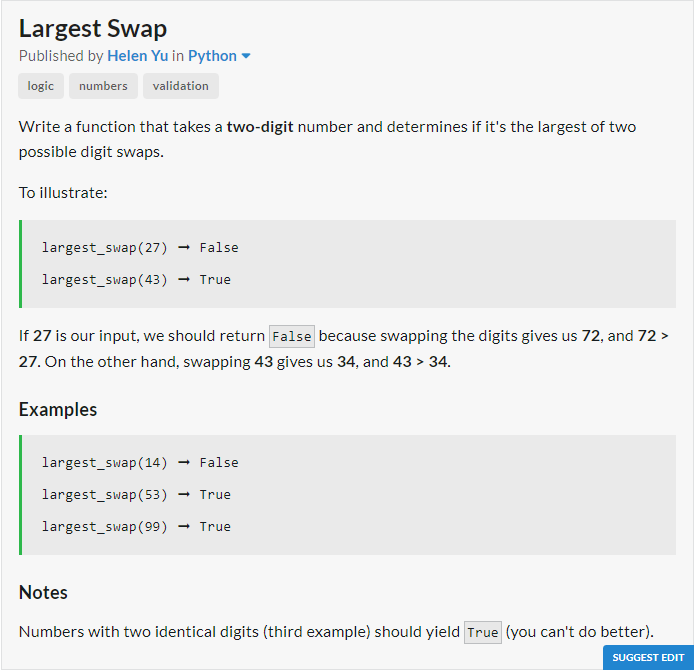 Largest Swap
Published by Helen Yu in Python
logic numbers validation
Write a function that takes a two-digit number and determines if it's the largest of two
possible digit swaps.
To illustrate:
largest_swap(27) ➞ False
largest_swap(43) ➞ True
If 27 is our input, we should return False because swapping the digits gives us 72, and 72 >
27. On the other hand, swapping 43 gives us 34, and 43 > 34.
Examples
largest_swap(14) ➞ False
largest_swap(53) ➞ True
largest_swap(99) ➞ True
Notes
Numbers with two identical digits (third example) should yield True (you can't do better).
SUGGEST EDIT